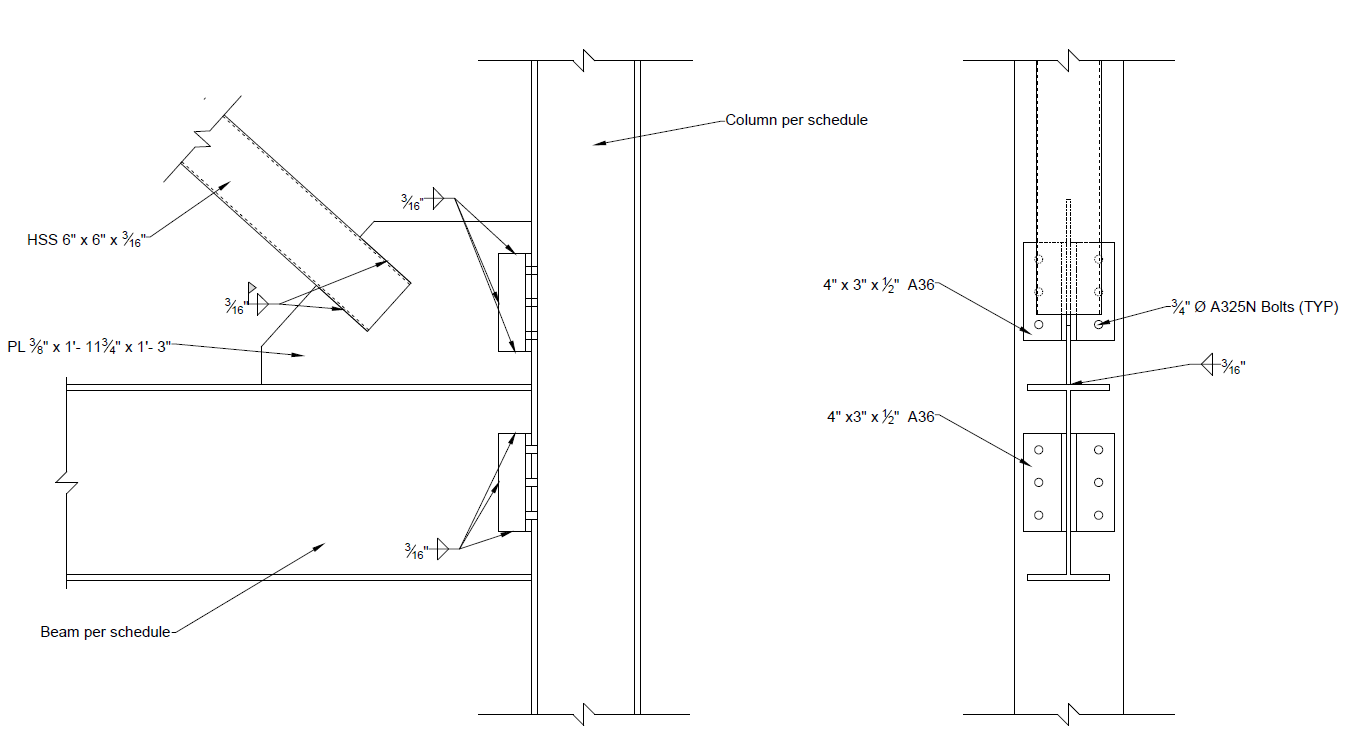 Column per schedule
3/16"
HSS 6" x 6" x 3/16"
3/16"
PL 3/8" x 1'- 11 3/4" x 1'- 3"
3/16"
Beam per schedule
4" x 3" x 1/2" A36
3/4" Ø A325N Bolts (TYP)
3/16"
4" x3" x 1/2" A36